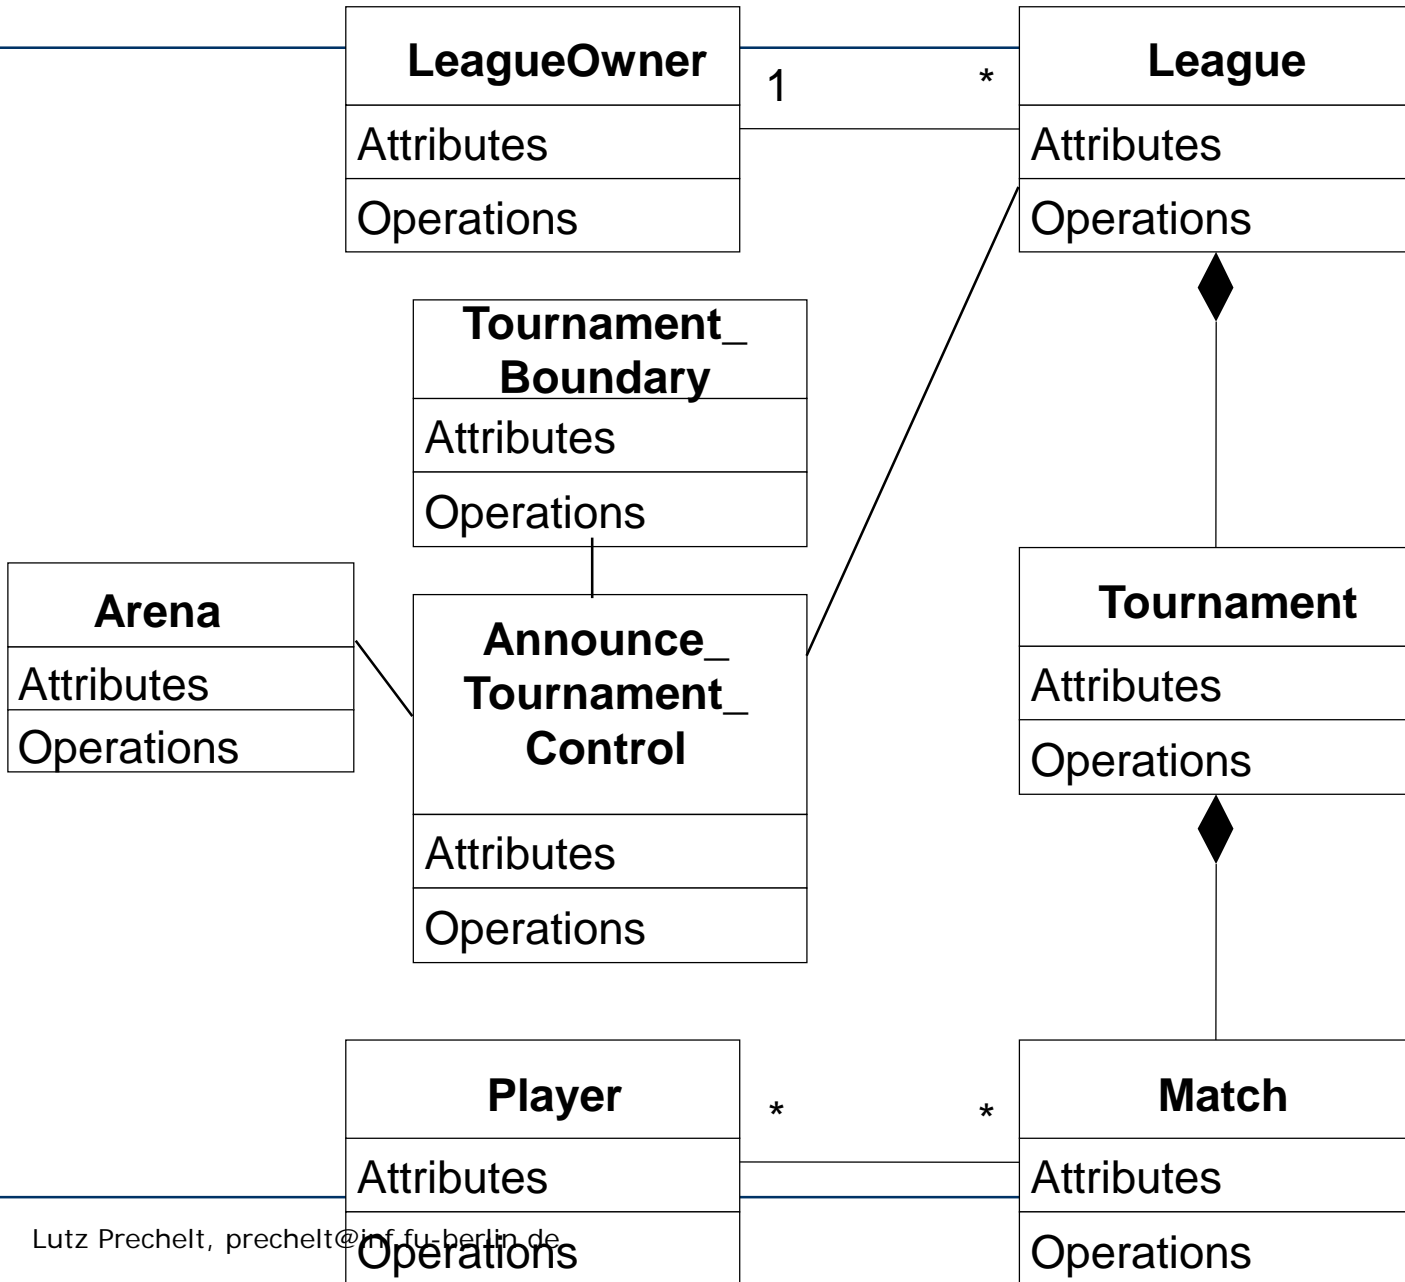 LeagueOwner
Attributes
Operations
1
*
League
Attributes
Operations
Tournament_
Boundary
Attributes
Operations
Arena
Attributes
Operations
Announce_
Tournament_
Control
Attributes
Operations
Tournament
Attributes
Operations
Player
Attributes
Operations
*
*
Match
Attributes
Operations
Lutz Prechelt, prechelt@inf.fu-berlin.de